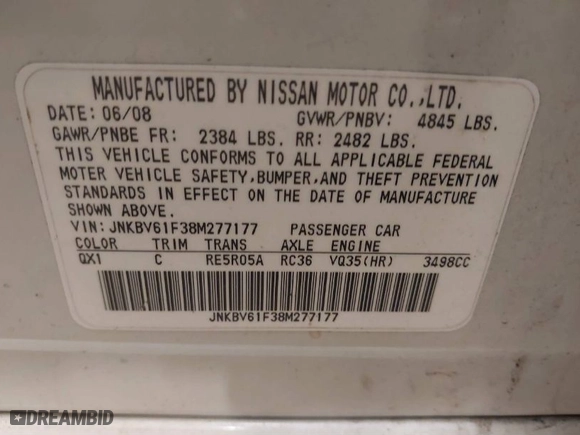 MANUFACTURED BY NISSAN MOTOR CO.,LTD.
DATE: 06/08 GVWR/PNBV: 4845 LBS.
GAWR/PNBE FR: 2384 LBS. RR: 2482 LBS.
THIS VEHICLE CONFORMS TO ALL APPLICABLE FEDERAL
MOTER VEHICLE SAFETY,BUMPER,AND THEFT PREVENTION
STANDARDS IN EFFECT ON THE DATE OF MANUFACTURE
SHOWN ABOVE.
VIN: JNKBV61F38M277177 PASSENGER CAR
COLOR TRIM TRANS AXLE ENGINE
QX1 C RE5R05A RC36 VQ35(HR) 3498CC
JNKBV61F38M277177
DREAMBID